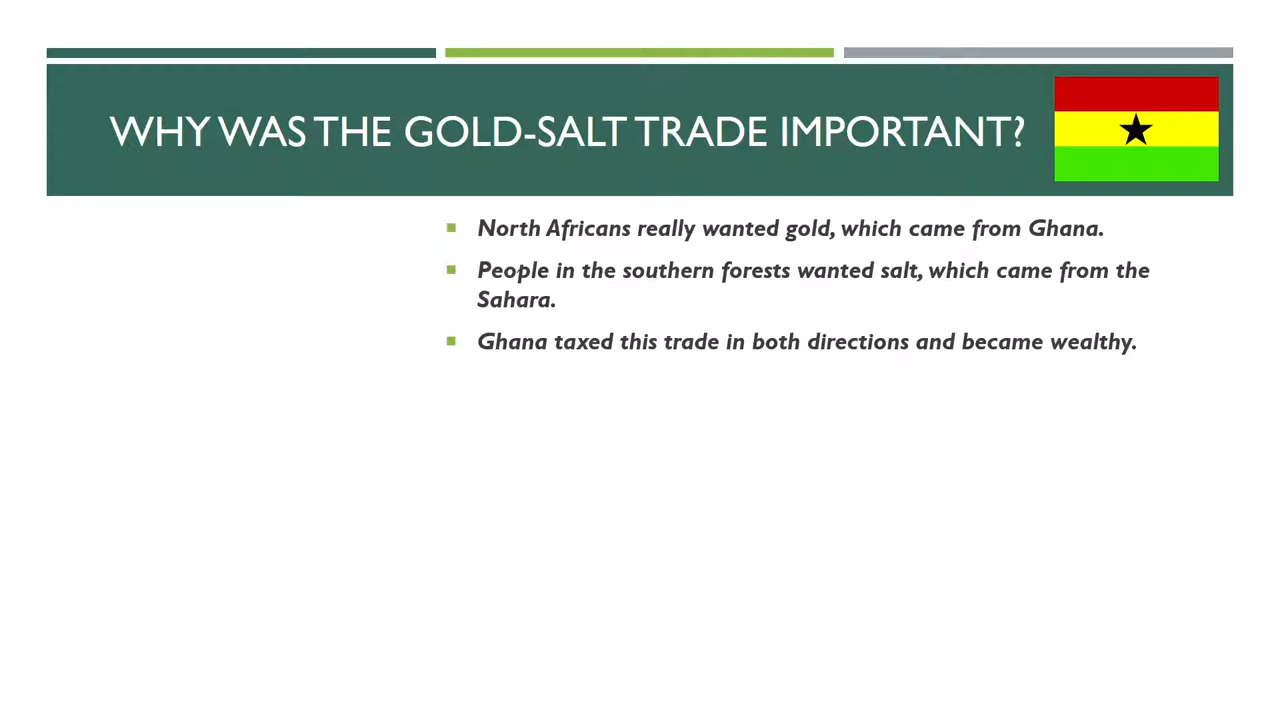 WHY WAS THE GOLD-SALT TRADE IMPORTANT?
North Africans really wanted gold, which came from Ghana.
People in the southern forests wanted salt, which came from the
Sahara.
Ghana taxed this trade in both directions and became wealthy.